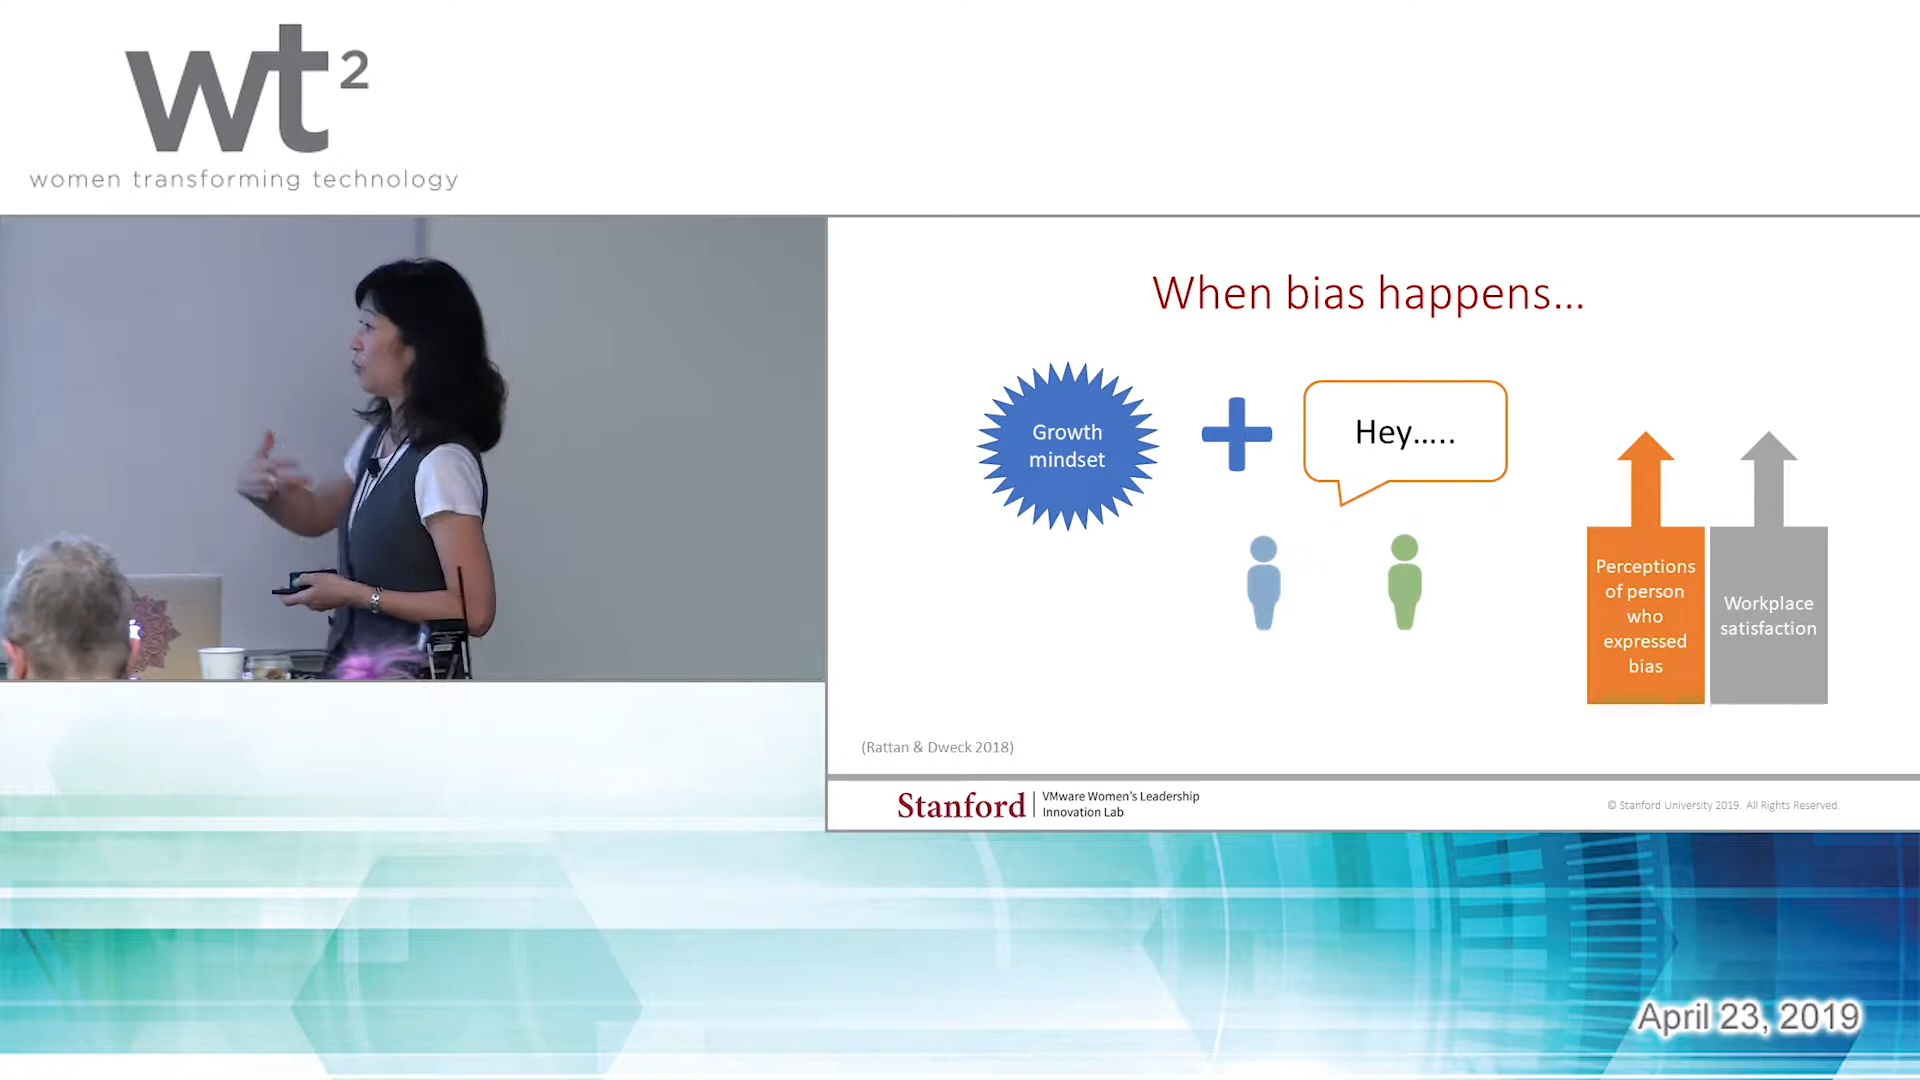 wt²
women transforming technology
When bias happens...
Growth
mindset
Hey.....
Perceptions
of person
who
expressed
bias
Workplace
satisfaction
(Rattan & Dweck 2018)
Stanford
VMware Women's Leadership
Innovation Lab
© Stanford University 2019. All Rights Reserved.
April 23, 2019